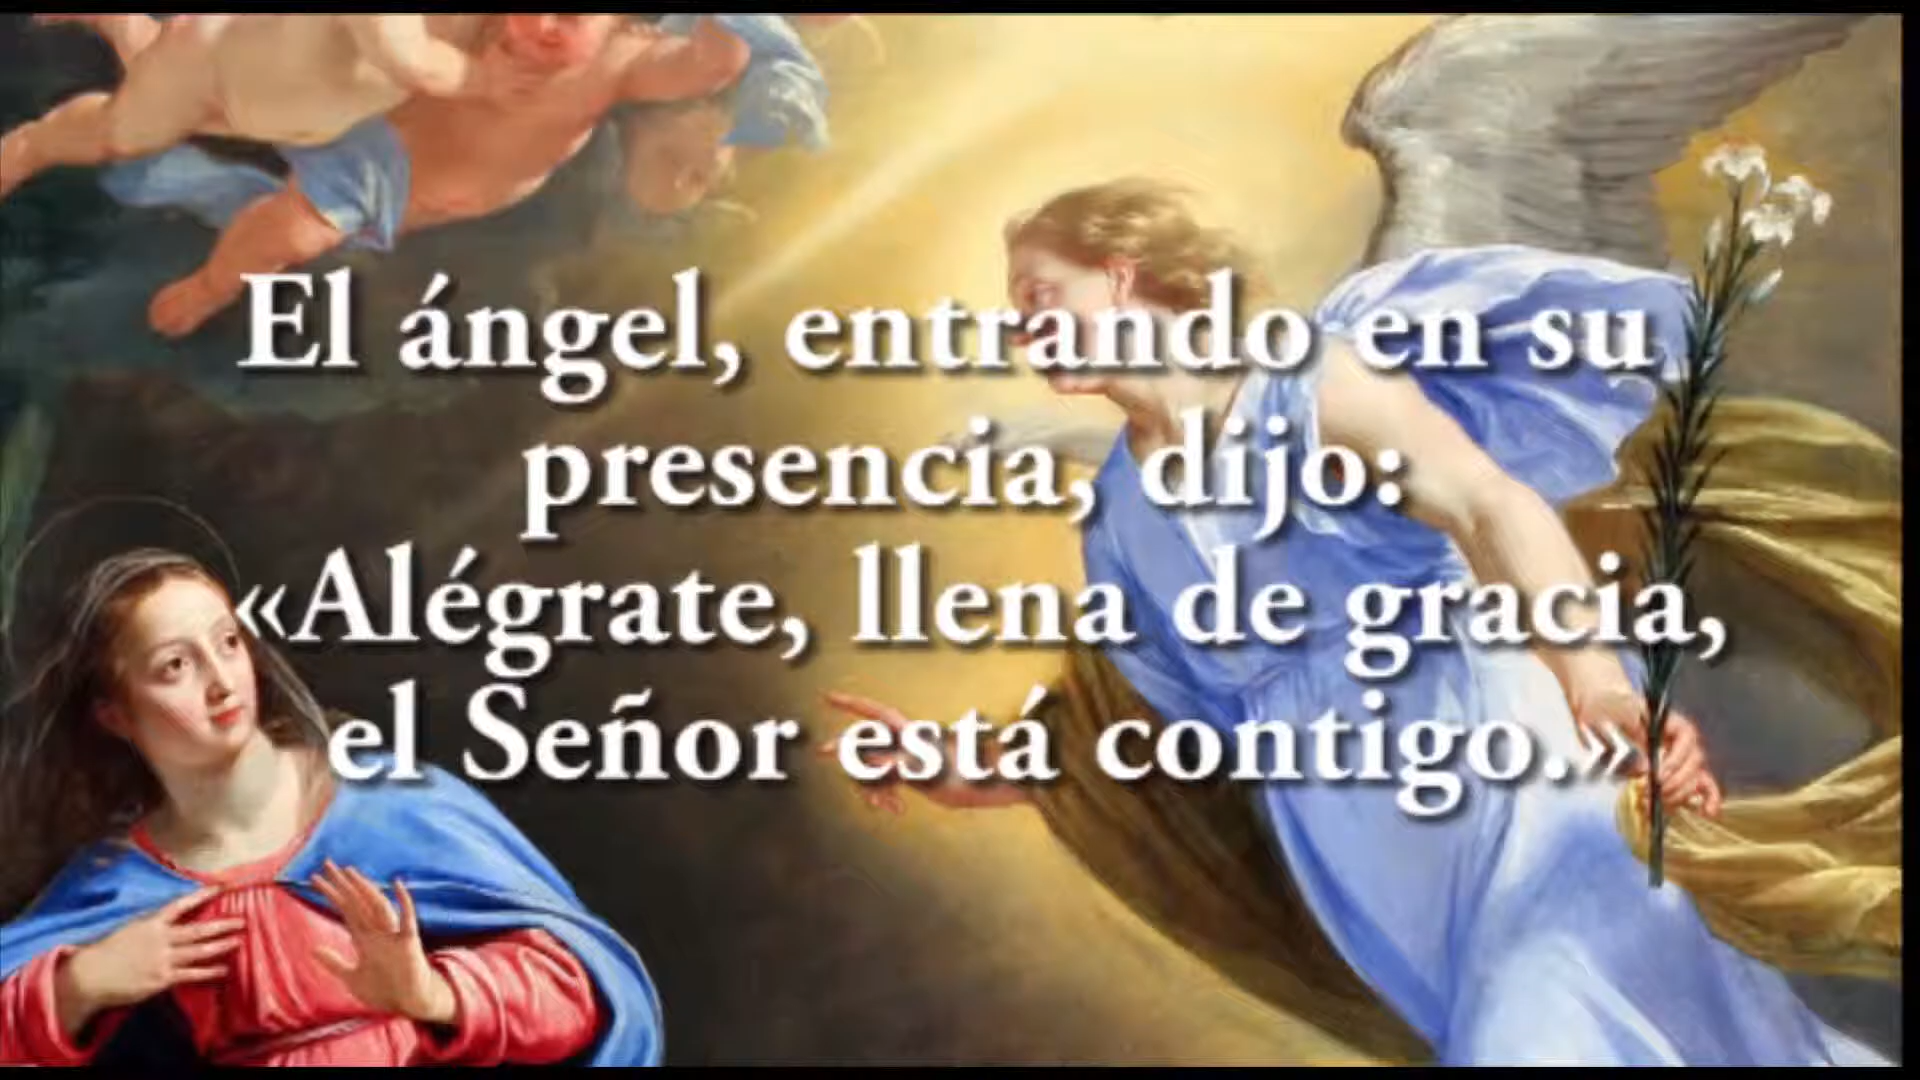 El ángel, entrando en su
presencia, dijo:
«Alégrate, llena de gracia,
el Señor está contigo.»